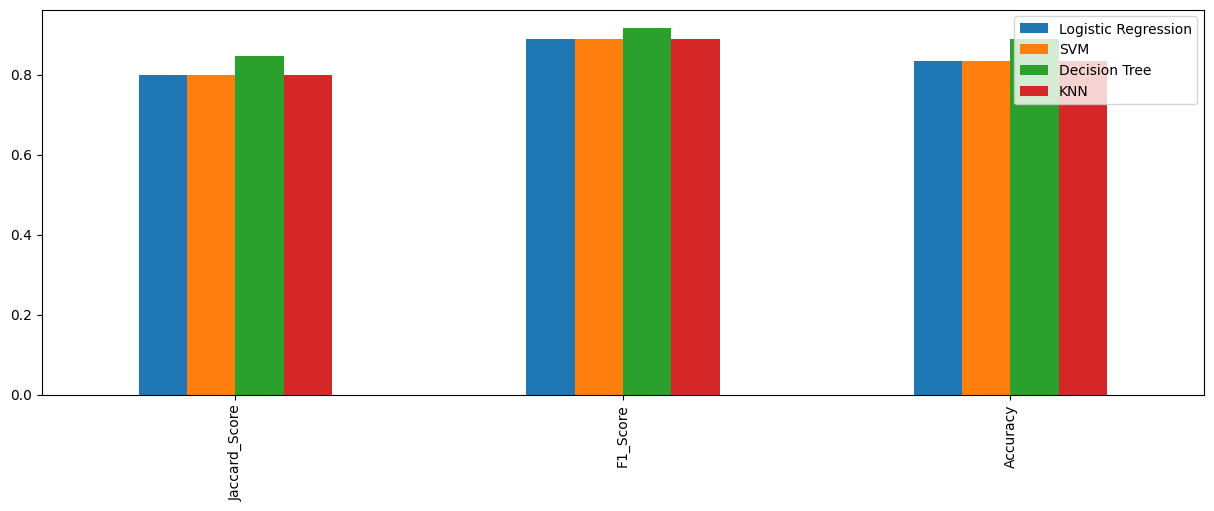 Logistic Regression
SVM
Decision Tree
KNN
0.8
0.6
0.4
0.2
0.0
Jaccard_Score
F1_Score
Accuracy